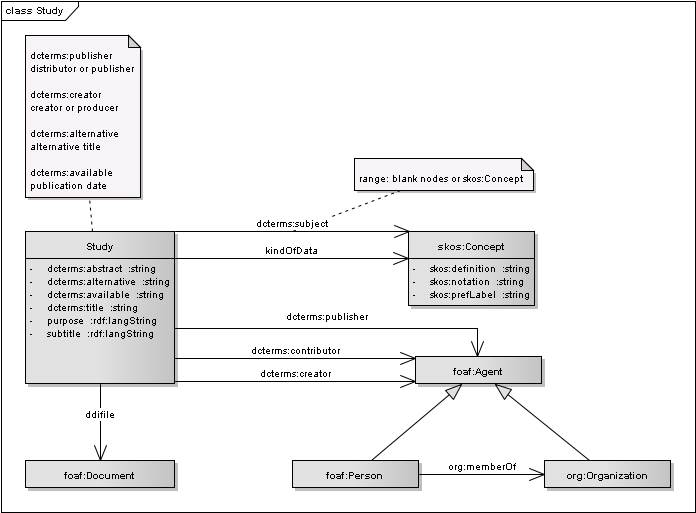 class Study
dcterms:publisher
distributor or publisher
dcterms:creator
creator or producer
dcterms:alternative
alternative title
dcterms:available
publication date
range: blank nodes or skos:Concept
dcterms:subject
kindOfData
Study
- dcterms:abstract :string
- dcterms:alternative :string
- dcterms:available :string
- dcterms:title :string
- purpose :rdf:langString
- subtitle :rdf:langString
skos:Concept
- skos:definition :string
- skos:notation :string
- skos:prefLabel :string
dcterms:publisher
dcterms:contributor
dcterms:creator
foaf:Agent
ddifile
foaf:Document
foaf:Person
org:memberOf
org:Organization